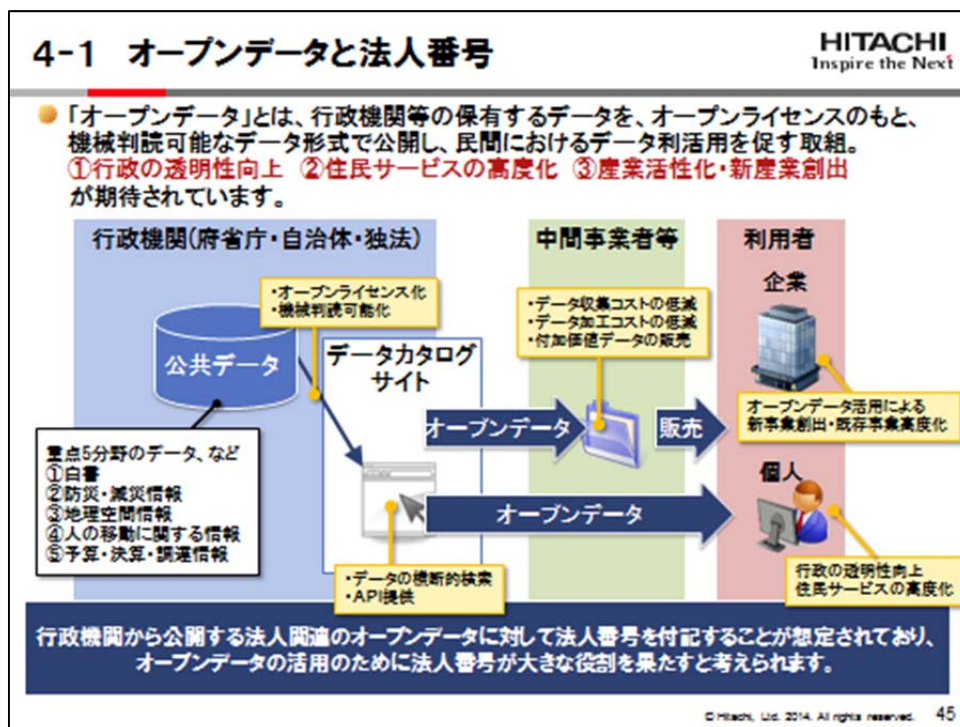 4-1 オープンデータと法人番号
HITACHI
Inspire the Next
「オープンデータ」とは、行政機関等の保有するデータを、オープンライセンスのもと、
機械判読可能なデータ形式で公開し、民間におけるデータ利活用を促す取組。
①行政の透明性向上 ②住民サービスの高度化 ③産業活性化・新産業創出
が期待されています。
行政機関(府省庁・自治体・独法)
中間事業者等
利用者
・オープンライセンス化
・機械判読可能化
公共データ
データカタログ
サイト
・データ収集コストの低減
・データ加工コストの低減
・付加価値データの販売
企業
オープンデータ
販売
オープンデータ活用による
新事業創出・既存事業高度化
重点5分野のデータ、など
①白書
②防災・減災情報
③地理空間情報
④人の移動に関する情報
⑤予算・決算・調達情報
オープンデータ
個人
・データの横断的検索
・API提供
行政の透明性向上
住民サービスの高度化
行政機関から公開する法人関連のオープンデータに対して法人番号を付記することが想定されており、
オープンデータの活用のために法人番号が大きな役割を果たすと考えられます。
© Hitachi, Ltd. 2014. All rights reserved. 45